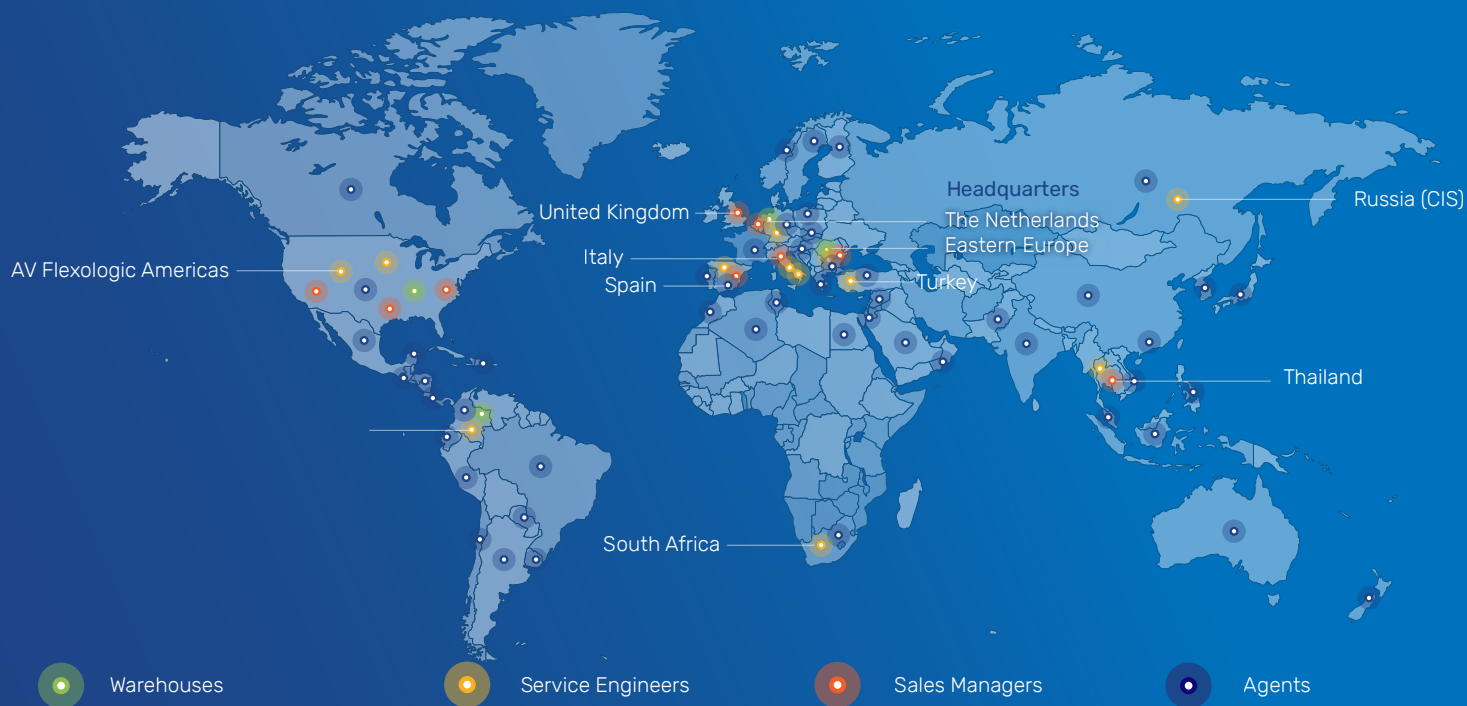 Headquarters
United Kingdom
The Netherlands
Russia (CIS)
Eastern Europe
Italy
AV Flexologic Americas
Spain
Turkey
Thailand
South Africa
Warehouses
Service Engineers
Sales Managers
Agents